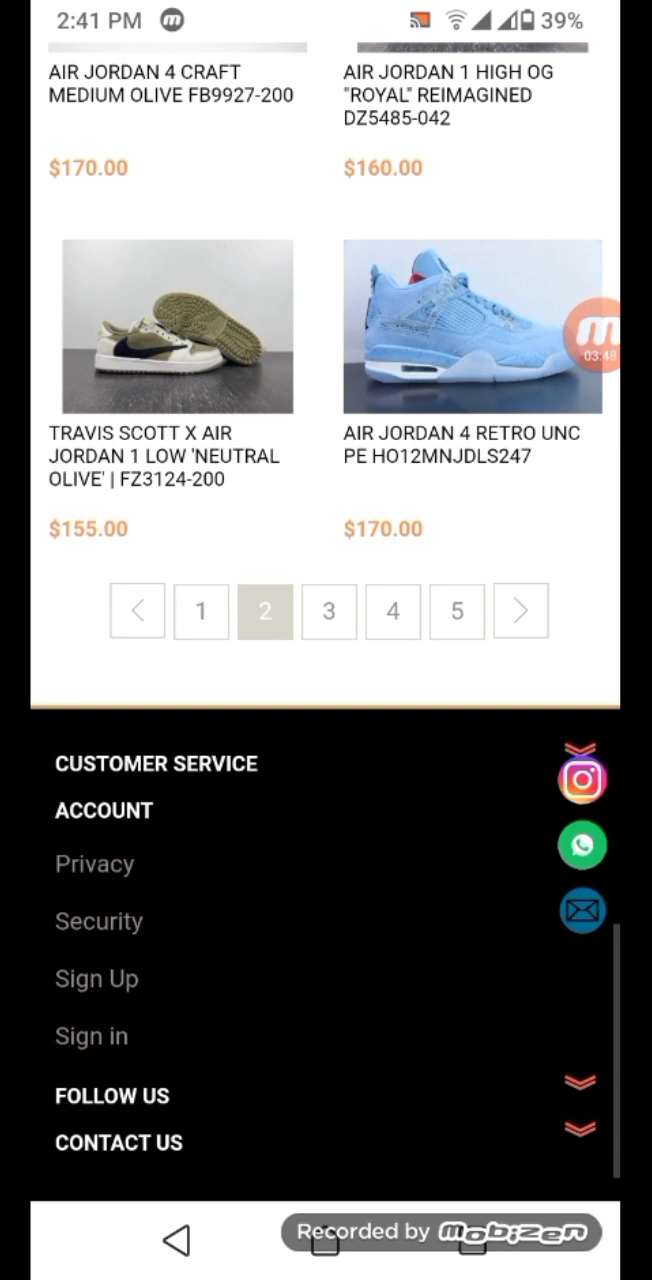 2:41 PM
39%
AIR JORDAN 4 CRAFT
MEDIUM OLIVE FB9927-200
$170.00
AIR JORDAN 1 HIGH OG
"ROYAL" REIMAGINED
DZ5485-042
$160.00
03:48
TRAVIS SCOTT X AIR
JORDAN 1 LOW 'NEUTRAL
OLIVE' | FZ3124-200
$155.00
AIR JORDAN 4 RETRO UNC
PE HO12MNJDLS247
$170.00
1 2 3 4 5
CUSTOMER SERVICE
ACCOUNT
Privacy
Security
Sign Up
Sign in
FOLLOW US
CONTACT US
Recorded by mobizen